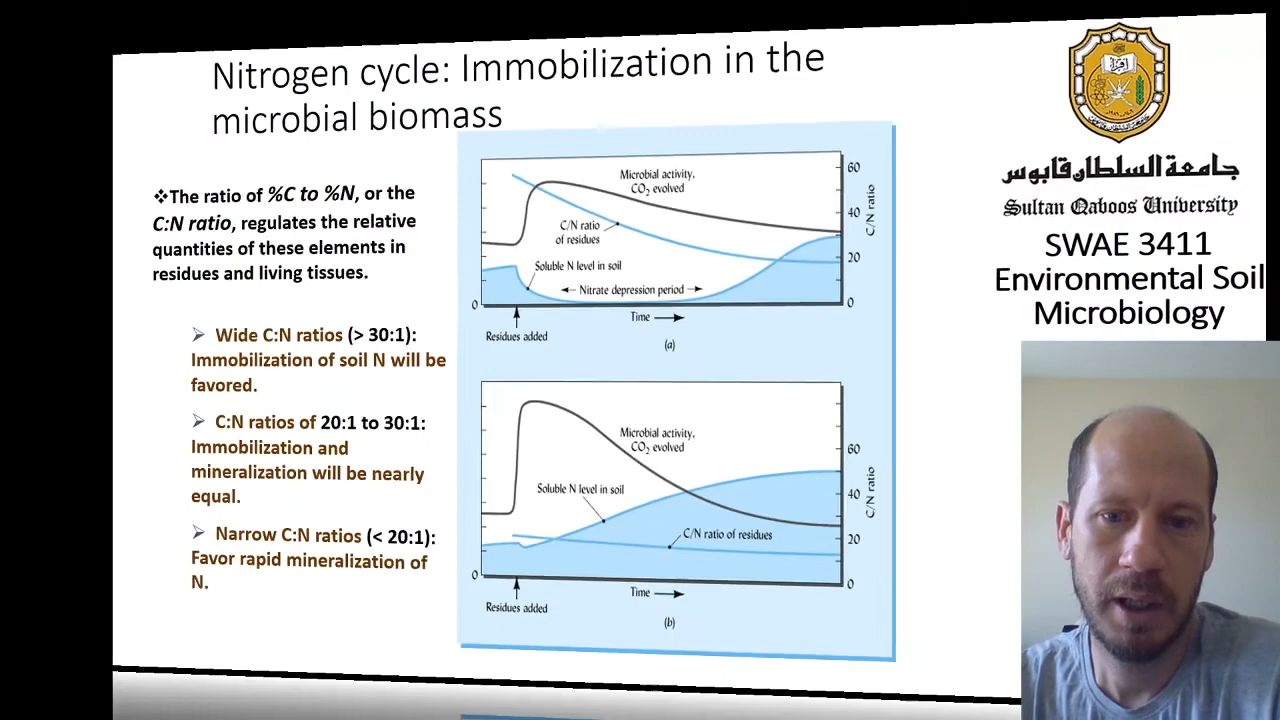 Nitrogen cycle: Immobilization in the
microbial biomass
❖The ratio of %C to %N, or the
C:N ratio, regulates the relative
quantities of these elements in
residues and living tissues.
➢ Wide C:N ratios (> 30:1):
Immobilization of soil N will be
favored.
➢ C:N ratios of 20:1 to 30:1:
Immobilization and
mineralization will be nearly
equal.
➢ Narrow C:N ratios (< 20:1):
Favor rapid mineralization of
N.
Microbial activity,
CO2 evolved
C/N ratio
of residues
Soluble N level in soil
Nitrate depression period
0
60
40
20
0
C/N ratio
Time
Residues added
(a)
Microbial activity,
CO2 evolved
Soluble N level in soil
C/N ratio of residues
0
60
40
20
0
C/N ratio
Time
Residues added
(b)
جامعة السلطان قابوس
Sultan Qaboos University
SWAE 3411
Environmental Soil
Microbiology